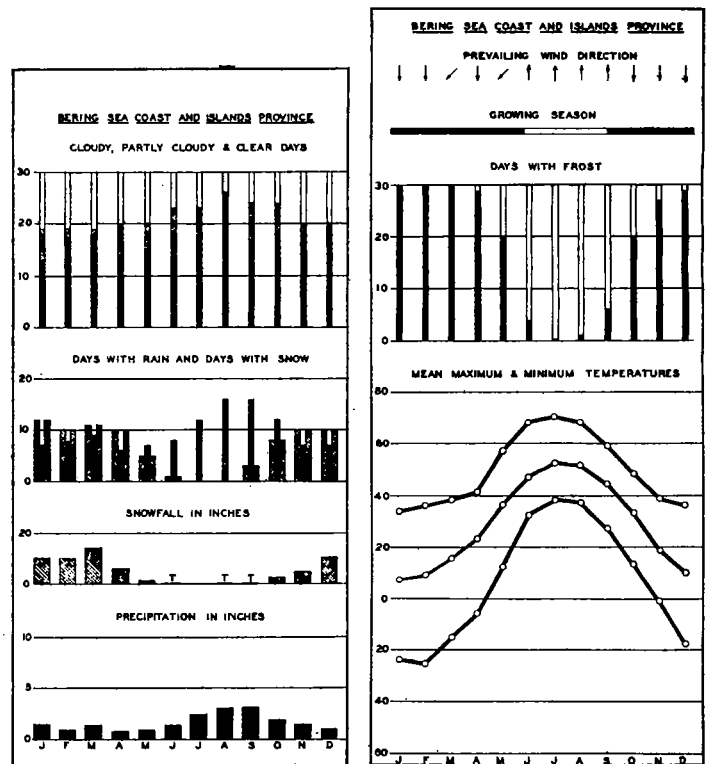 BERING SEA COAST AND ISLANDS PROVINCE
CLOUDY, PARTLY CLOUDY & CLEAR DAYS
30
20
10
0
DAYS WITH RAIN AND DAYS WITH SNOW
20
10
0
SNOWFALL IN INCHES
20
T T T
0
PRECIPITATION IN INCHES
10
5
0
J F M A M J J A S O N D
BERING SEA COAST AND ISLANDS PROVINCE
PREVAILING WIND DIRECTION
GROWING SEASON
DAYS WITH FROST
30
20
10
0
MEAN MAXIMUM & MINIMUM TEMPERATURES
80
60
40
20
0
20
40
60
J F M A M J J A S O N D